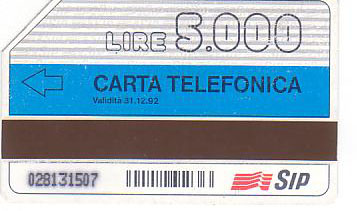 LIRE 5.000
CARTA TELEFONICA
Validità 31.12.92
028131507
SIP